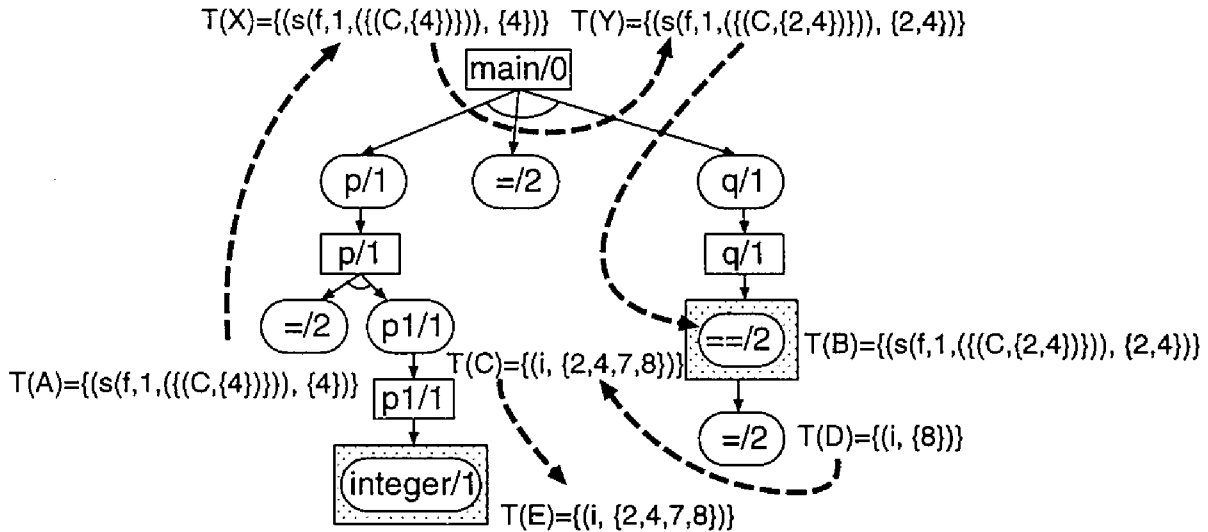 T(X)={(s(f,1,({((C,{4})})), {4})} T(Y)={(s(f,1,({((C,{2,4})})), {2,4})}
main/0
p/1 =/2 q/1
p/1 q/1
=/2 p1/1 ==/2 T(B)={(s(f,1,({((C,{2,4})})), {2,4})}
T(A)={(s(f,1,({((C,{4})})), {4})} T(C)={(i, {2,4,7,8})}
p1/1
=/2 T(D)={(i, {8})}
integer/1
T(E)={(i, {2,4,7,8})}